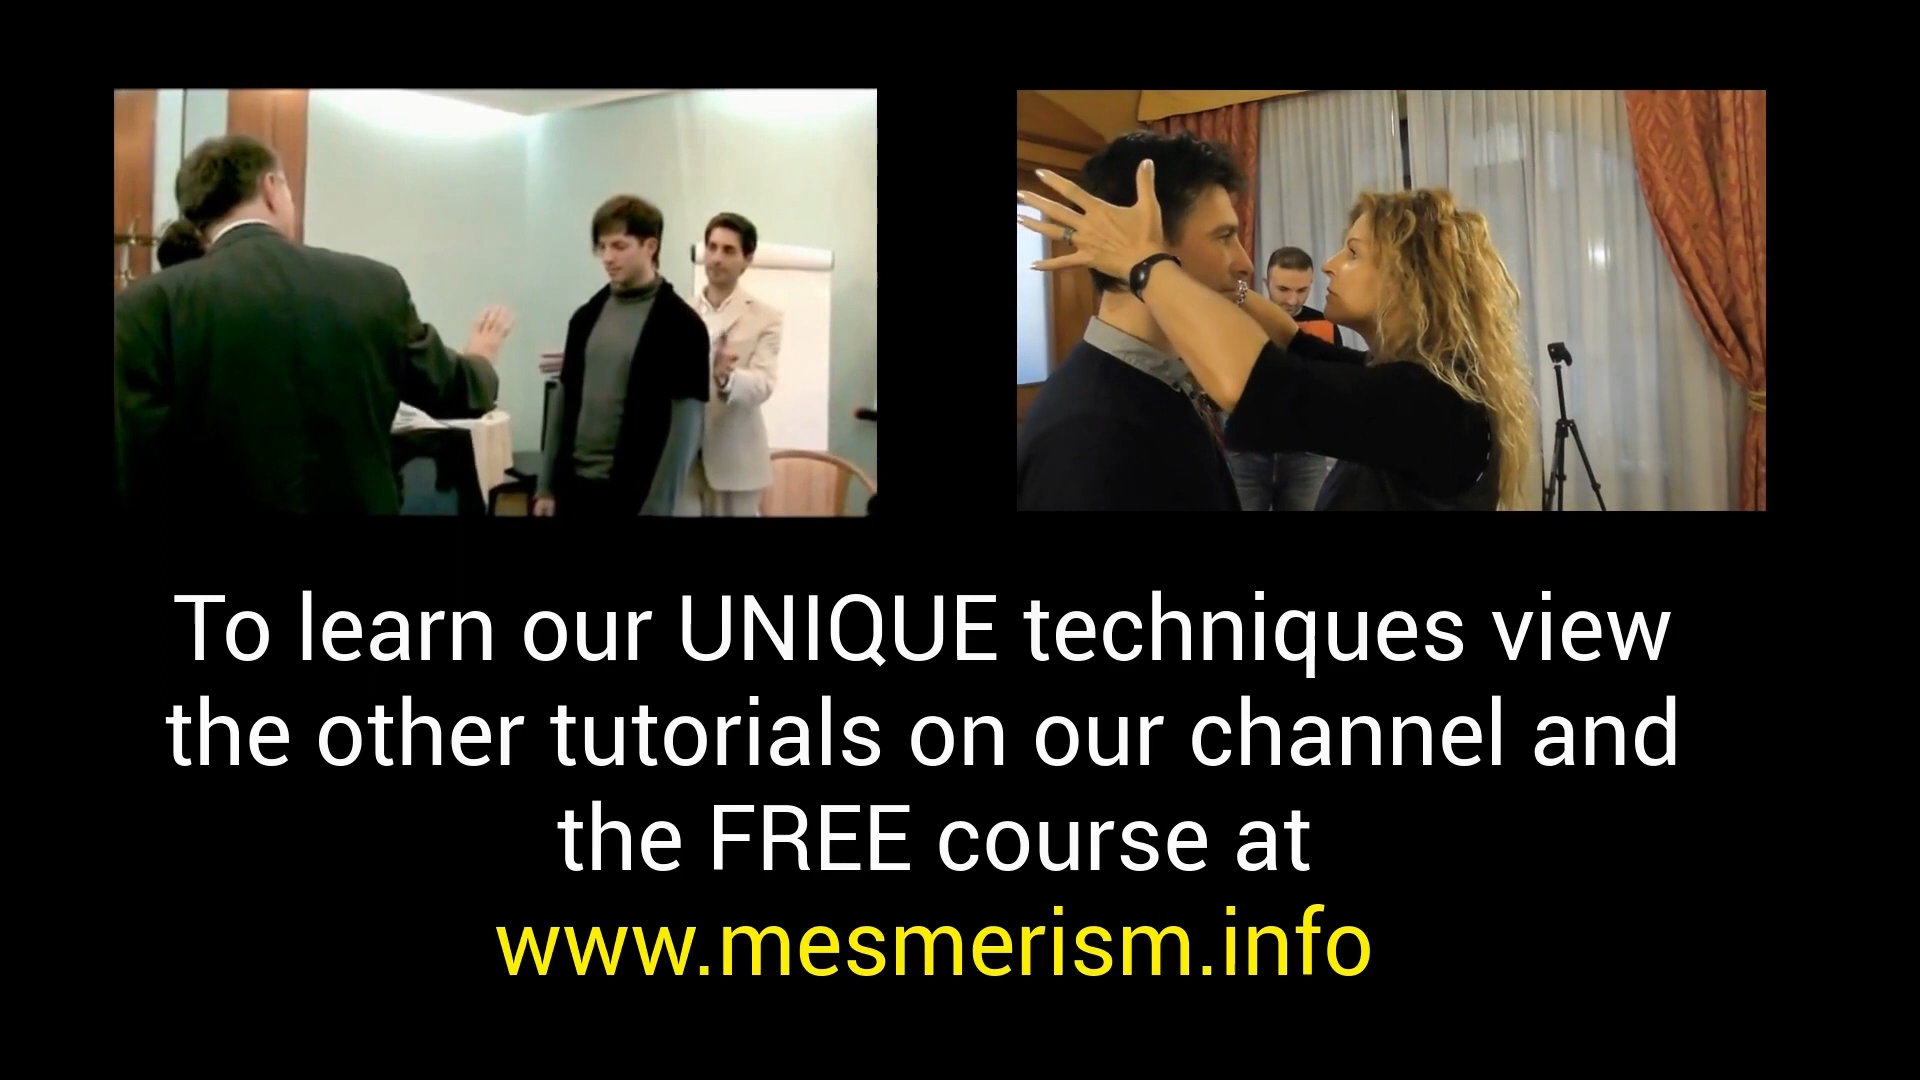 To learn our UNIQUE techniques view
the other tutorials on our channel and
the FREE course at
www.mesmerism.info